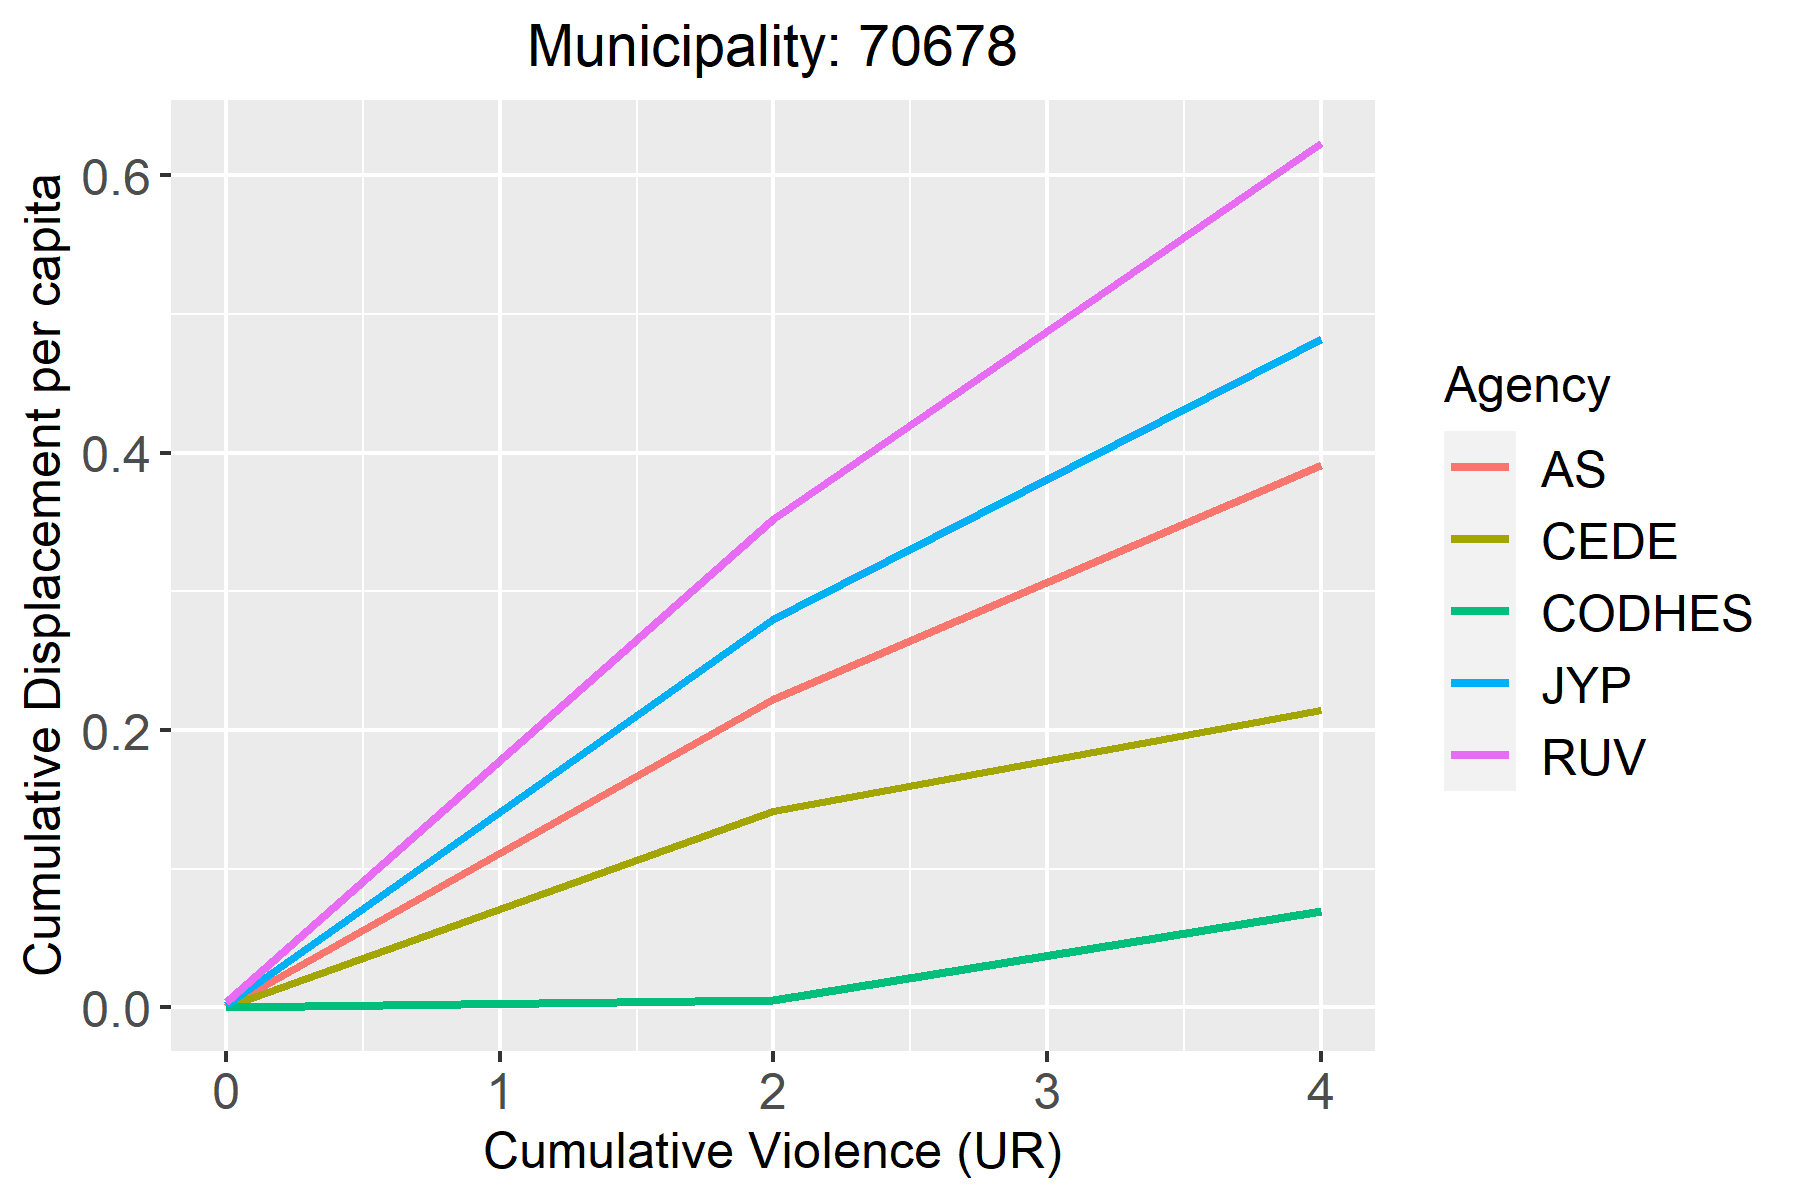 Municipality: 70678
Cumulative Displacement per capita
0.6
0.4
0.2
0.0
0 1 2 3 4
Cumulative Violence (UR)
Agency
AS
CEDE
CODHES
JYP
RUV